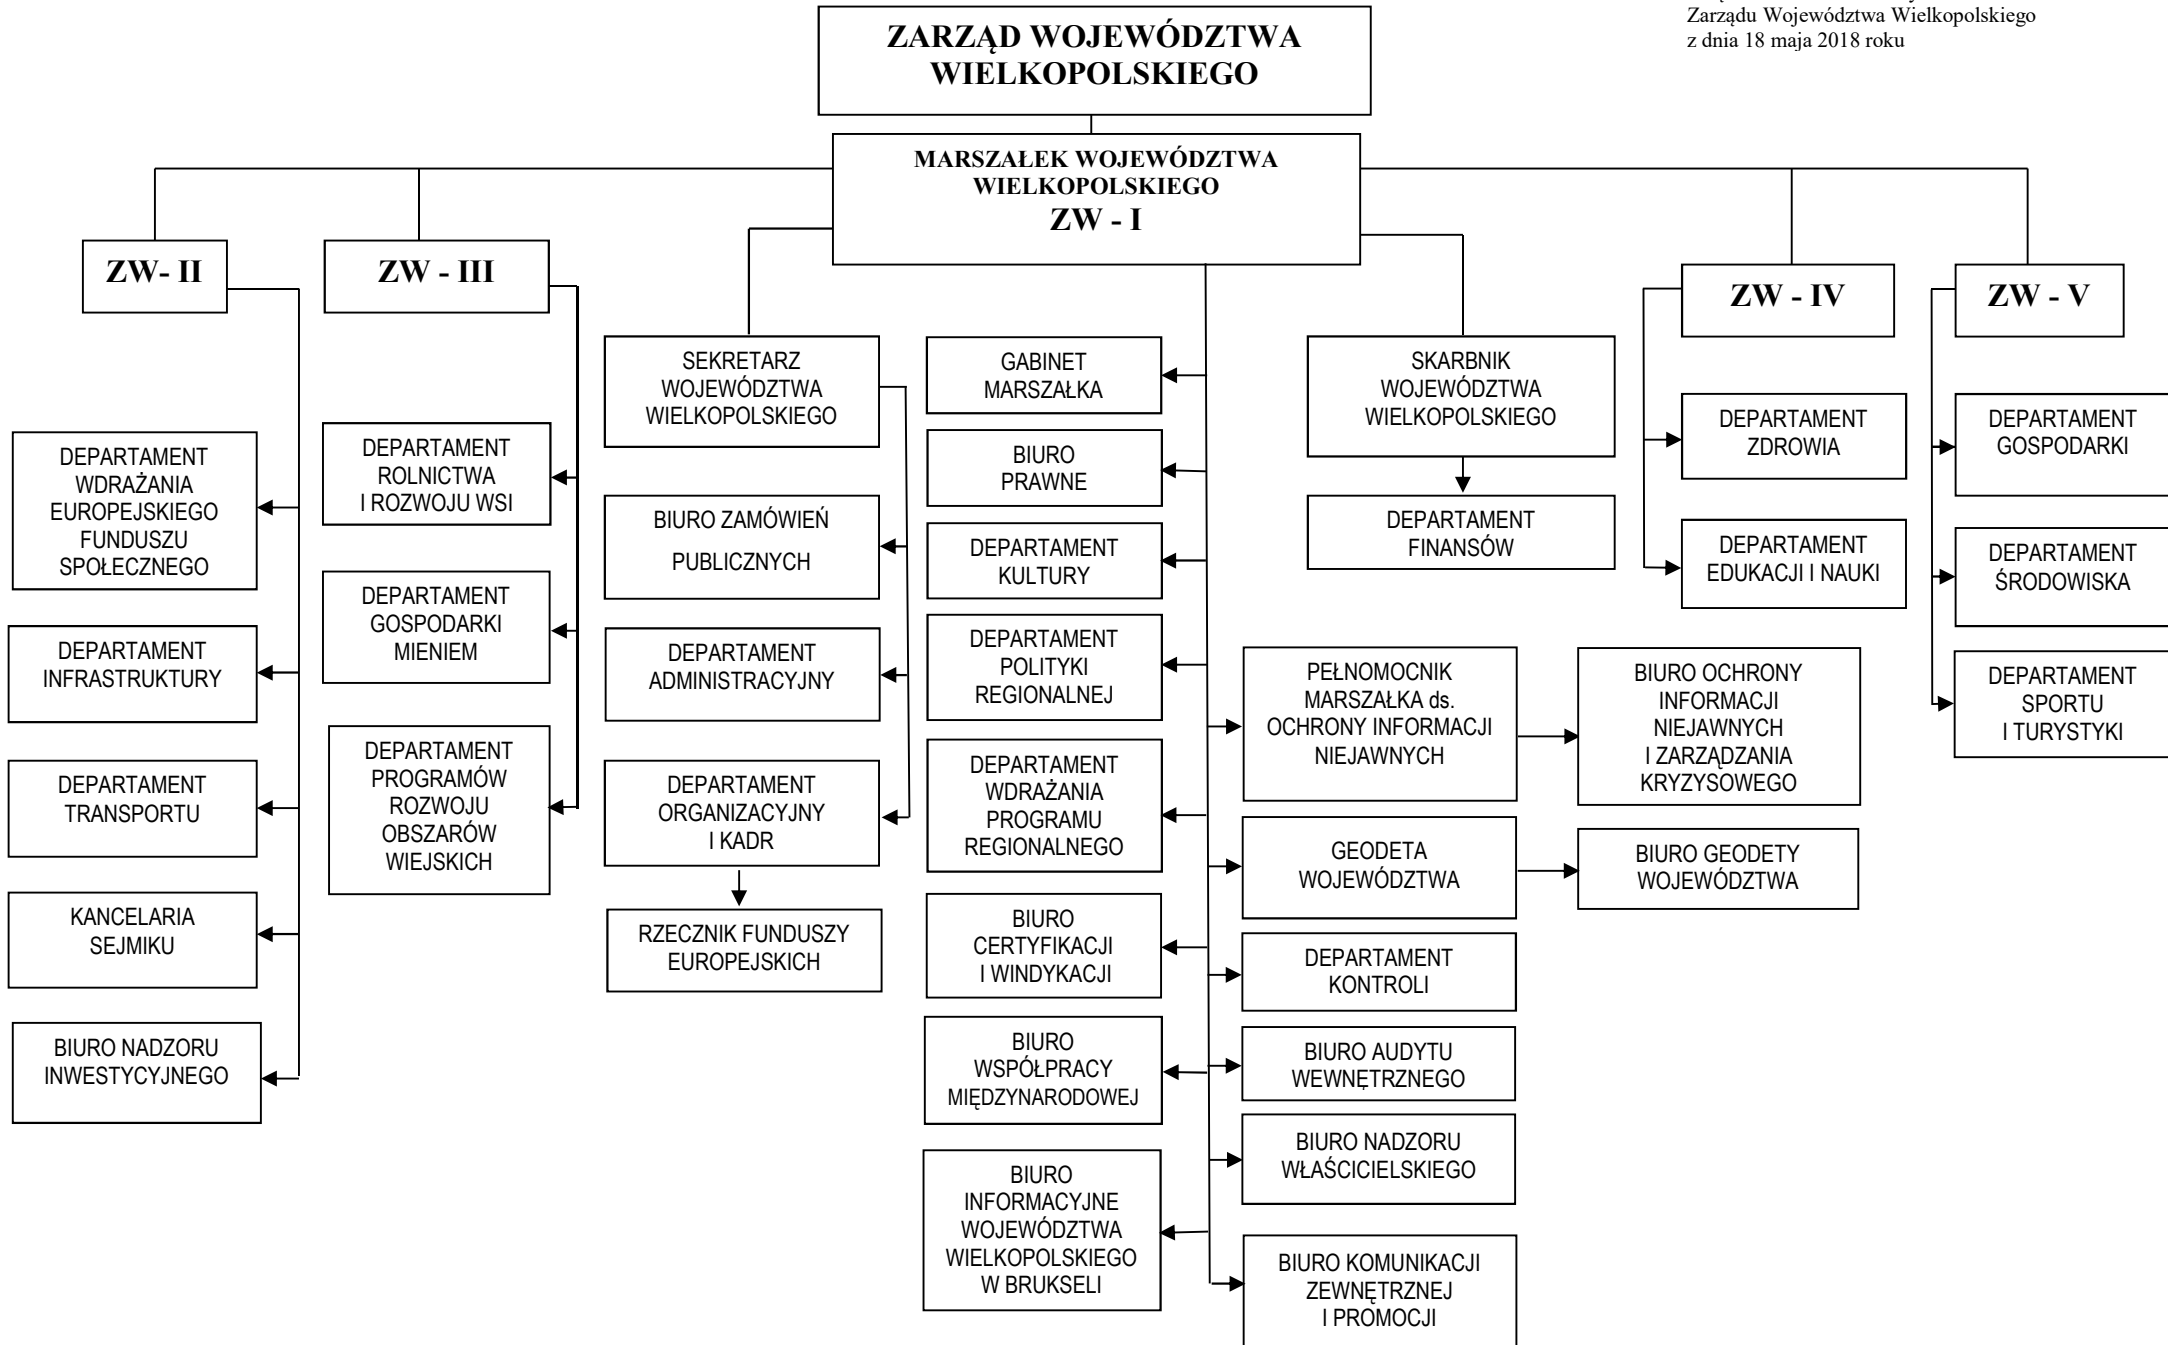 Zarządu Województwa Wielkopolskiego
z dnia 18 maja 2018 roku
ZARZĄD WOJEWÓDZTWA
WIELKOPOLSKIEGO
MARSZAŁEK WOJEWÓDZTWA
WIELKOPOLSKIEGO
ZW - I
ZW- II
ZW - III
ZW - IV
ZW - V
DEPARTAMENT
WDRAŻANIA
EUROPEJSKIEGO
FUNDUSZU
SPOŁECZNEGO
DEPARTAMENT
INFRASTRUKTURY
DEPARTAMENT
TRANSPORTU
KANCELARIA
SEJMIKU
BIURO NADZORU
INWESTYCYJNEGO
DEPARTAMENT
ROLNICTWA
I ROZWOJU WSI
DEPARTAMENT
GOSPODARKI
MIENIEM
DEPARTAMENT
PROGRAMÓW
ROZWOJU
OBSZARÓW
WIEJSKICH
SEKRETARZ
WOJEWÓDZTWA
WIELKOPOLSKIEGO
BIURO ZAMÓWIEŃ
PUBLICZNYCH
DEPARTAMENT
ADMINISTRACYJNY
DEPARTAMENT
ORGANIZACYJNY
I KADR
RZECZNIK FUNDUSZY
EUROPEJSKICH
GABINET
MARSZAŁKA
BIURO
PRAWNE
DEPARTAMENT
KULTURY
DEPARTAMENT
POLITYKI
REGIONALNEJ
DEPARTAMENT
WDRAŻANIA
PROGRAMU
REGIONALNEGO
BIURO
CERTYFIKACJI
I WINDYKACJI
BIURO
WSPÓŁPRACY
MIĘDZYNARODOWEJ
BIURO
INFORMACYJNE
WOJEWÓDZTWA
WIELKOPOLSKIEGO
W BRUKSELI
SKARBNIK
WOJEWÓDZTWA
WIELKOPOLSKIEGO
DEPARTAMENT
FINANSÓW
PEŁNOMOCNIK
MARSZAŁKA ds.
OCHRONY INFORMACJI
NIEJAWNYCH
BIURO OCHRONY
INFORMACJI
NIEJAWNYCH
I ZARZĄDZANIA
KRYZYSOWEGO
GEODETA
WOJEWÓDZTWA
BIURO GEODETY
WOJEWÓDZTWA
DEPARTAMENT
KONTROLI
BIURO AUDYTU
WEWNĘTRZNEGO
BIURO NADZORU
WŁAŚCICIELSKIEGO
BIURO KOMUNIKACJI
ZEWNĘTRZNEJ
I PROMOCJI
DEPARTAMENT
ZDROWIA
DEPARTAMENT
EDUKACJI I NAUKI
DEPARTAMENT
GOSPODARKI
DEPARTAMENT
ŚRODOWISKA
DEPARTAMENT
SPORTU
I TURYSTYKI